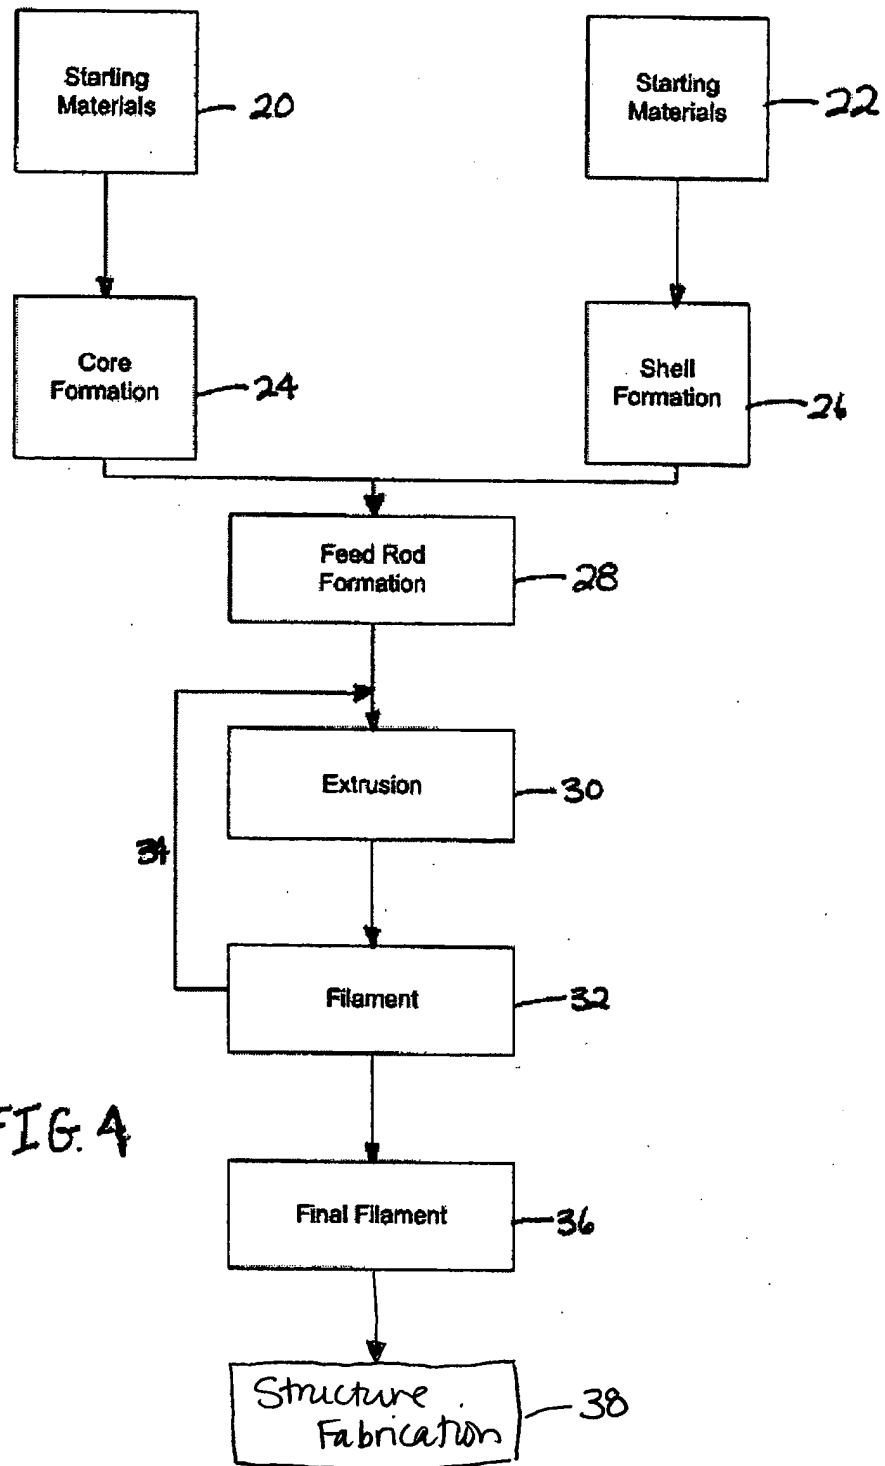 Starting
Materials
20
Starting
Materials
22
Core
Formation
24
Shell
Formation
26
Feed Rod
Formation
28
Extrusion
30
34
Filament
32
FIG. 4
Final Filament
36
Structure
Fabrication
38